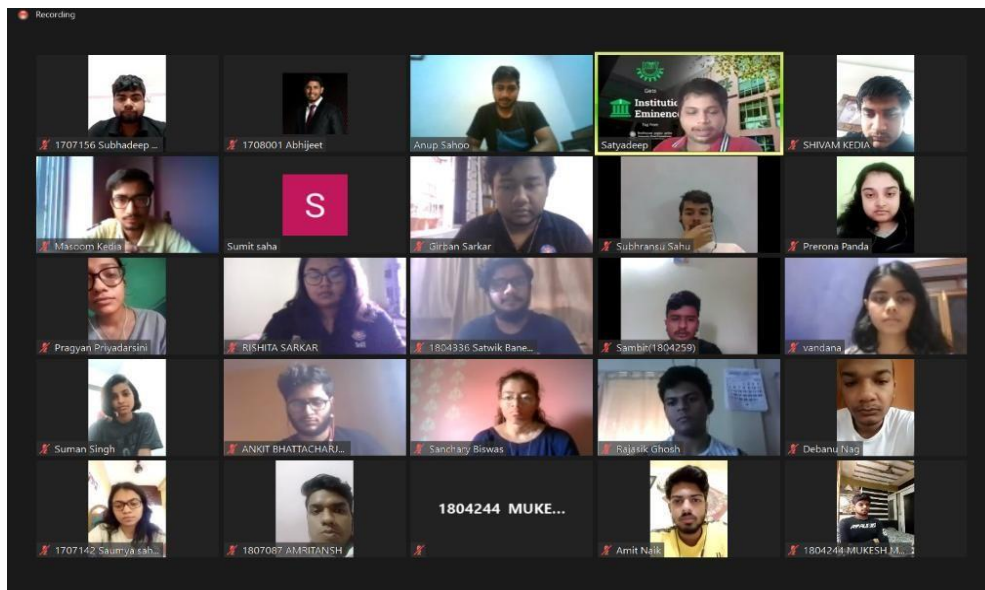 Recording
1707156 Subhadeep ...
1708001 Abhijeet
Anup Sahoo
Institutio
Eminenc
Satyadeep
SHIVAM KEDIA
Masoom Kedia
S
Sumit saha
Girban Sarkar
Subhransu Sahu
Prerona Panda
Pragyan Priyadarsini
RISHITA SARKAR
1804336 Satwik Bane...
Sambit(1804259)
vandana
Suman Singh
ANKIT BHATTACHARJ...
Sanchary Biswas
Rajasik Ghosh
Debanu Nag
1707142 Saumya sah...
1807087 AMRITANSH
1804244 MUKE...
Amit Naik
1804244 MUKESH M...